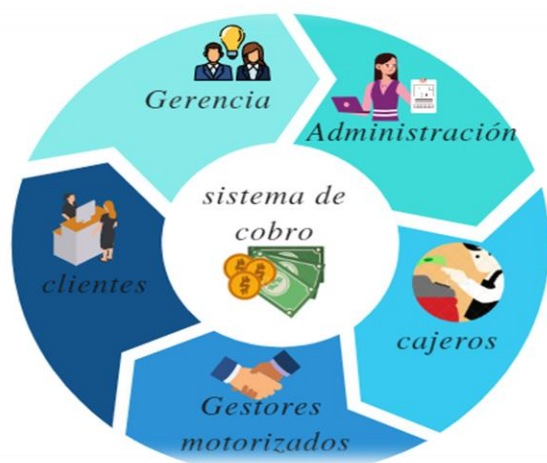 Gerencia
Administración
sistema de
cobro
clientes
cajeros
Gestores
motorizados